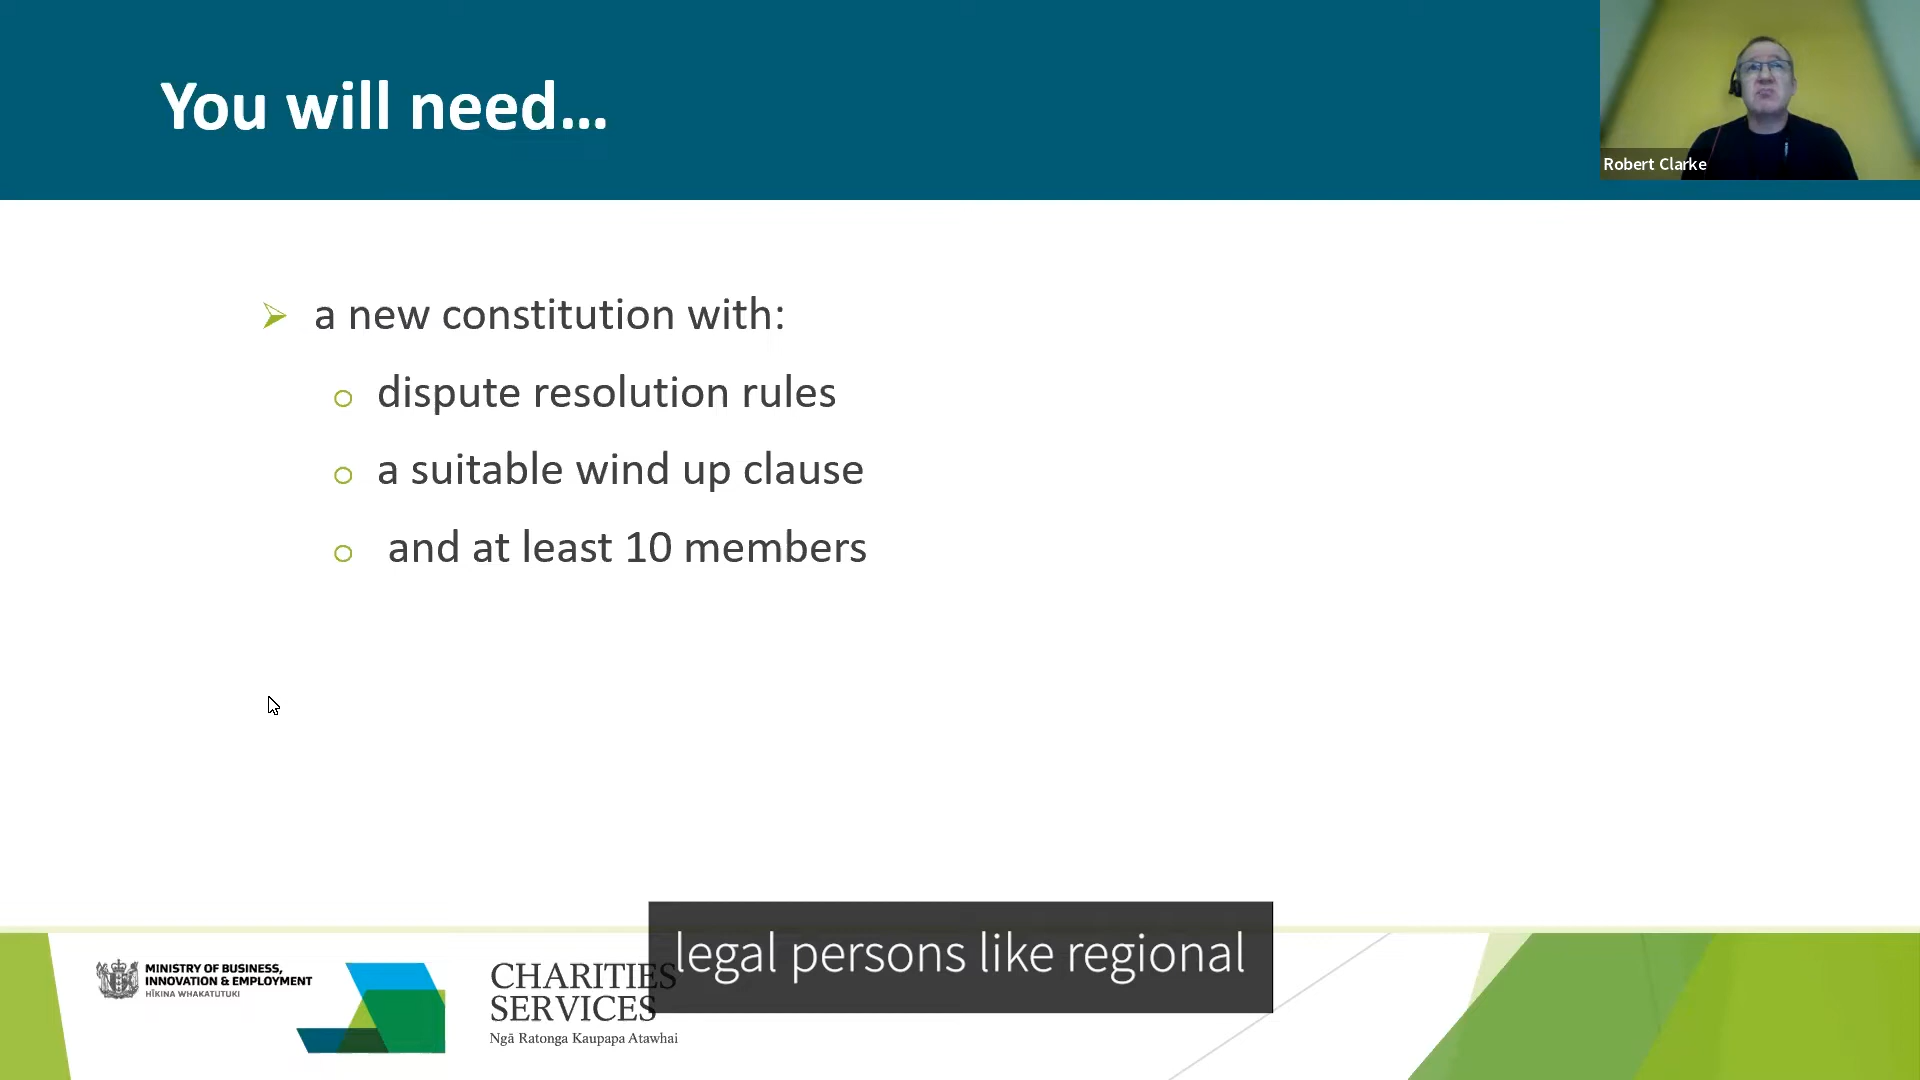 You will need...
Robert Clarke
a new constitution with:
dispute resolution rules
a suitable wind up clause
and at least 10 members
legal persons like regional
MINISTRY OF BUSINESS,
INNOVATION & EMPLOYMENT
HĪKINA WHAKATUTUKI
CHARITIES
SERVICES
Ngā Ratonga Kaupapa Atawhai